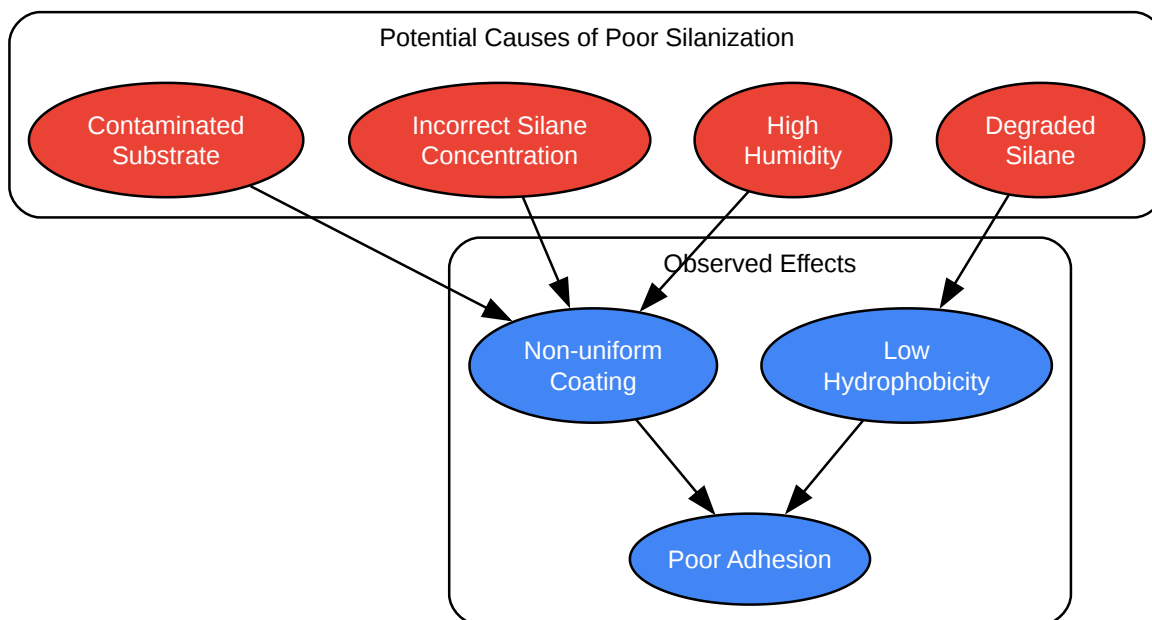 Potential Causes of Poor Silanization
Contaminated
Substrate
Incorrect Silane
Concentration
High
Humidity
Degraded
Silane
Observed Effects
Non-uniform
Coating
Low
Hydrophobicity
Poor Adhesion